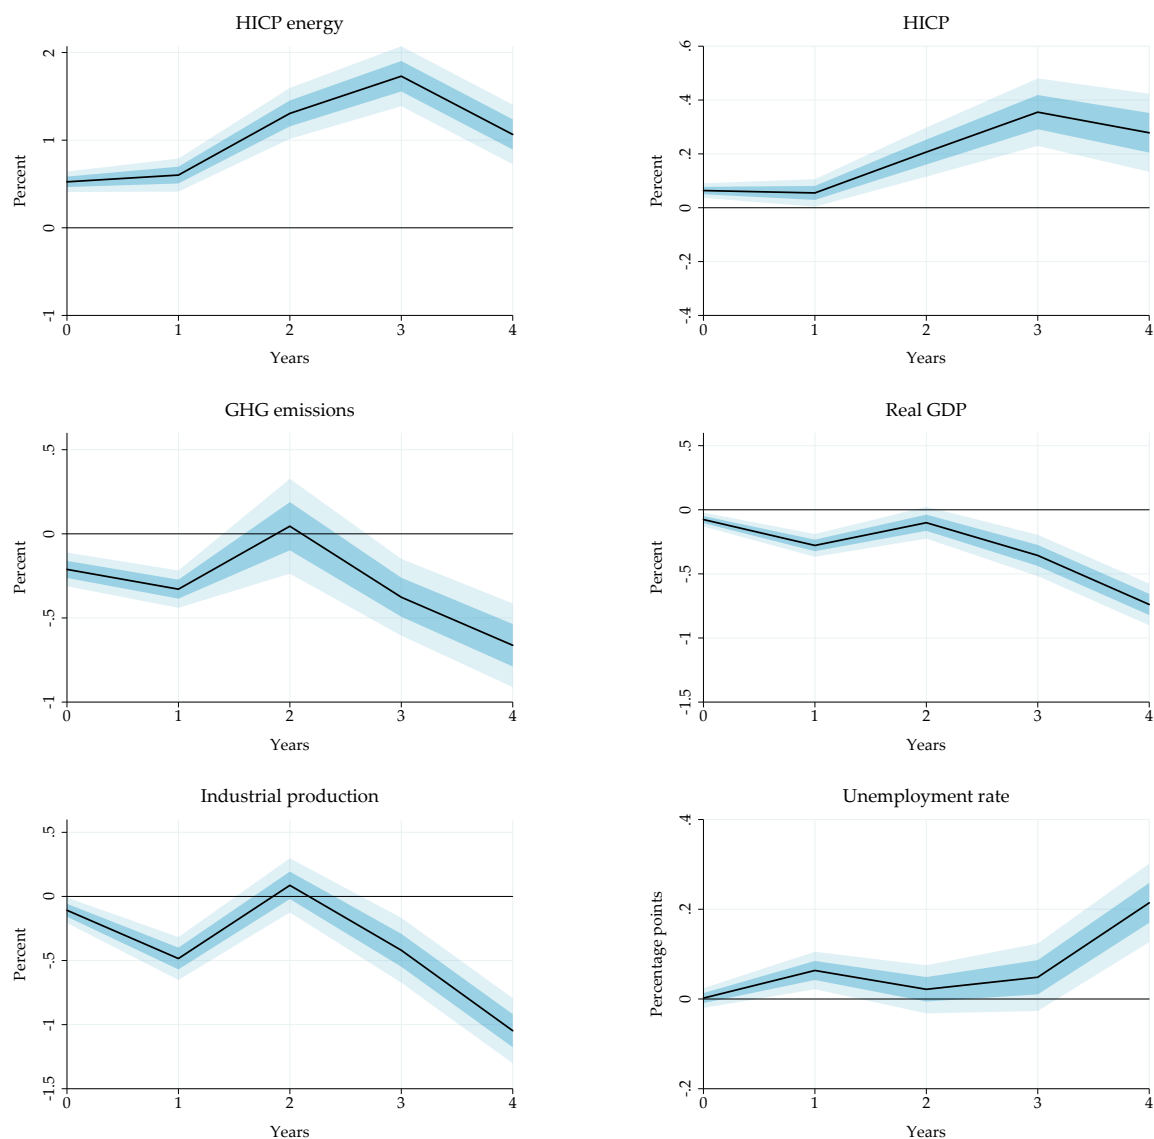 HICP energy
Percent
2
1
0
-1
0 1 2 3 4
Years
HICP
Percent
.6
.4
.2
0
-.2
-.4
0 1 2 3 4
Years
GHG emissions
Percent
.5
0
-.5
-1
0 1 2 3 4
Years
Real GDP
Percent
.5
0
-.5
-1
-1.5
0 1 2 3 4
Years
Industrial production
Percent
.5
0
-.5
-1
-1.5
0 1 2 3 4
Years
Unemployment rate
Percentage points
.4
.2
0
-.2
0 1 2 3 4
Years